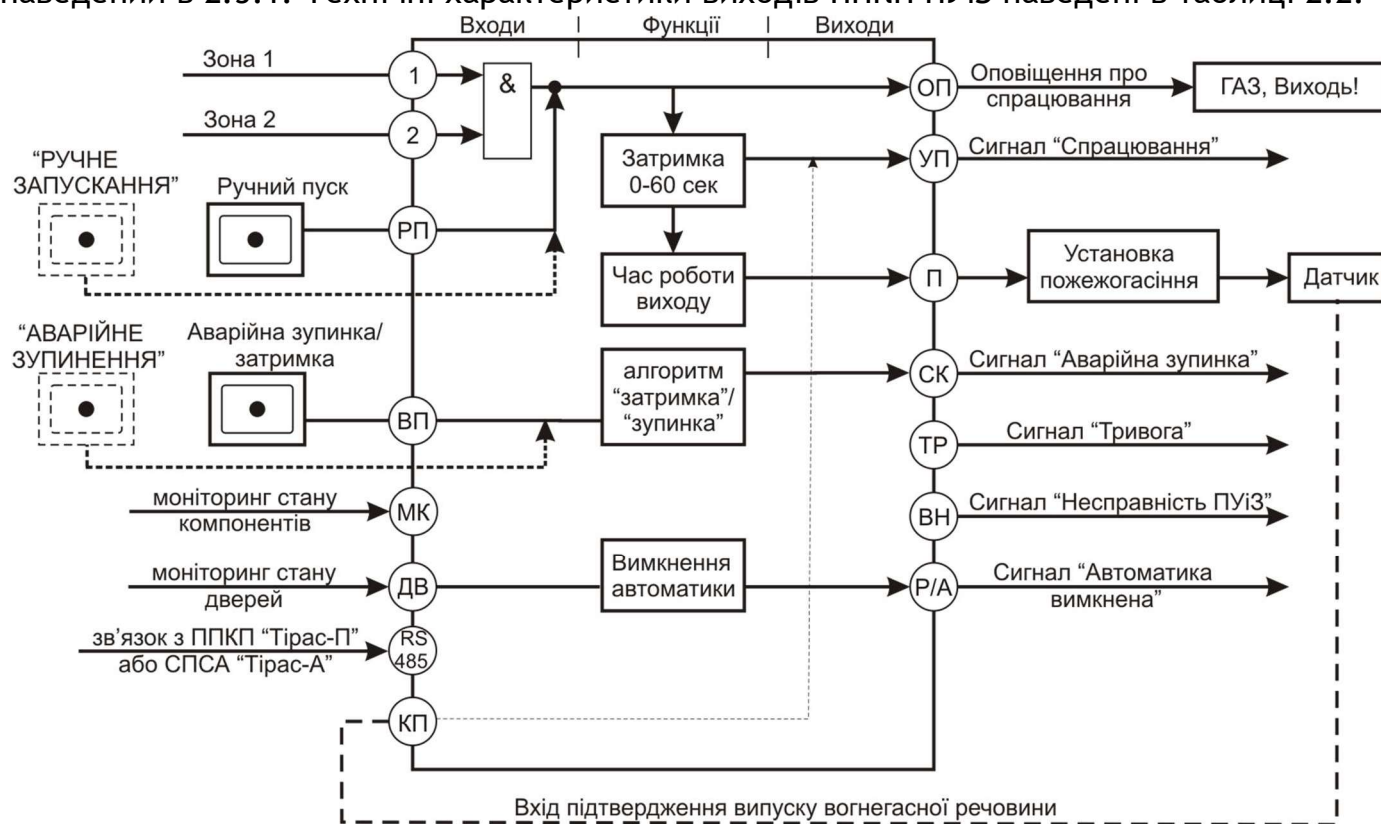 наведений в 2.5.1. Технічні характеристики виходів ППКП ПУіЗ наведені в таблиці 2.2.
Входи
Функції
Виходи
Зона 1
1
&
ОП
Оповіщення про
спрацювання
ГАЗ, Виходь!
Зона 2
2
“РУЧНЕ
ЗАПУСКАННЯ”
Ручний пуск
РП
Затримка
0-60 сек
УП
Сигнал “Спрацювання”
Час роботи
виходу
П
Установка
пожежогасіння
Датчик
“АВАРІЙНЕ
ЗУПИНЕННЯ”
Аварійна зупинка/
затримка
ВП
алгоритм
“затримка”/
“зупинка”
СК
Сигнал “Аварійна зупинка”
ТР
Сигнал “Тривога”
моніторинг стану
компонентів
МК
ВН
Сигнал “Несправність ПУіЗ”
моніторинг стану
дверей
ДВ
Вимкнення
автоматики
Р/А
Сигнал “Автоматика
вимкнена”
зв’язок з ППКП “Тірас-П”
або СПСА “Тірас-А”
RS
485
КП
Вхід підтвердження випуску вогнегасної речовини